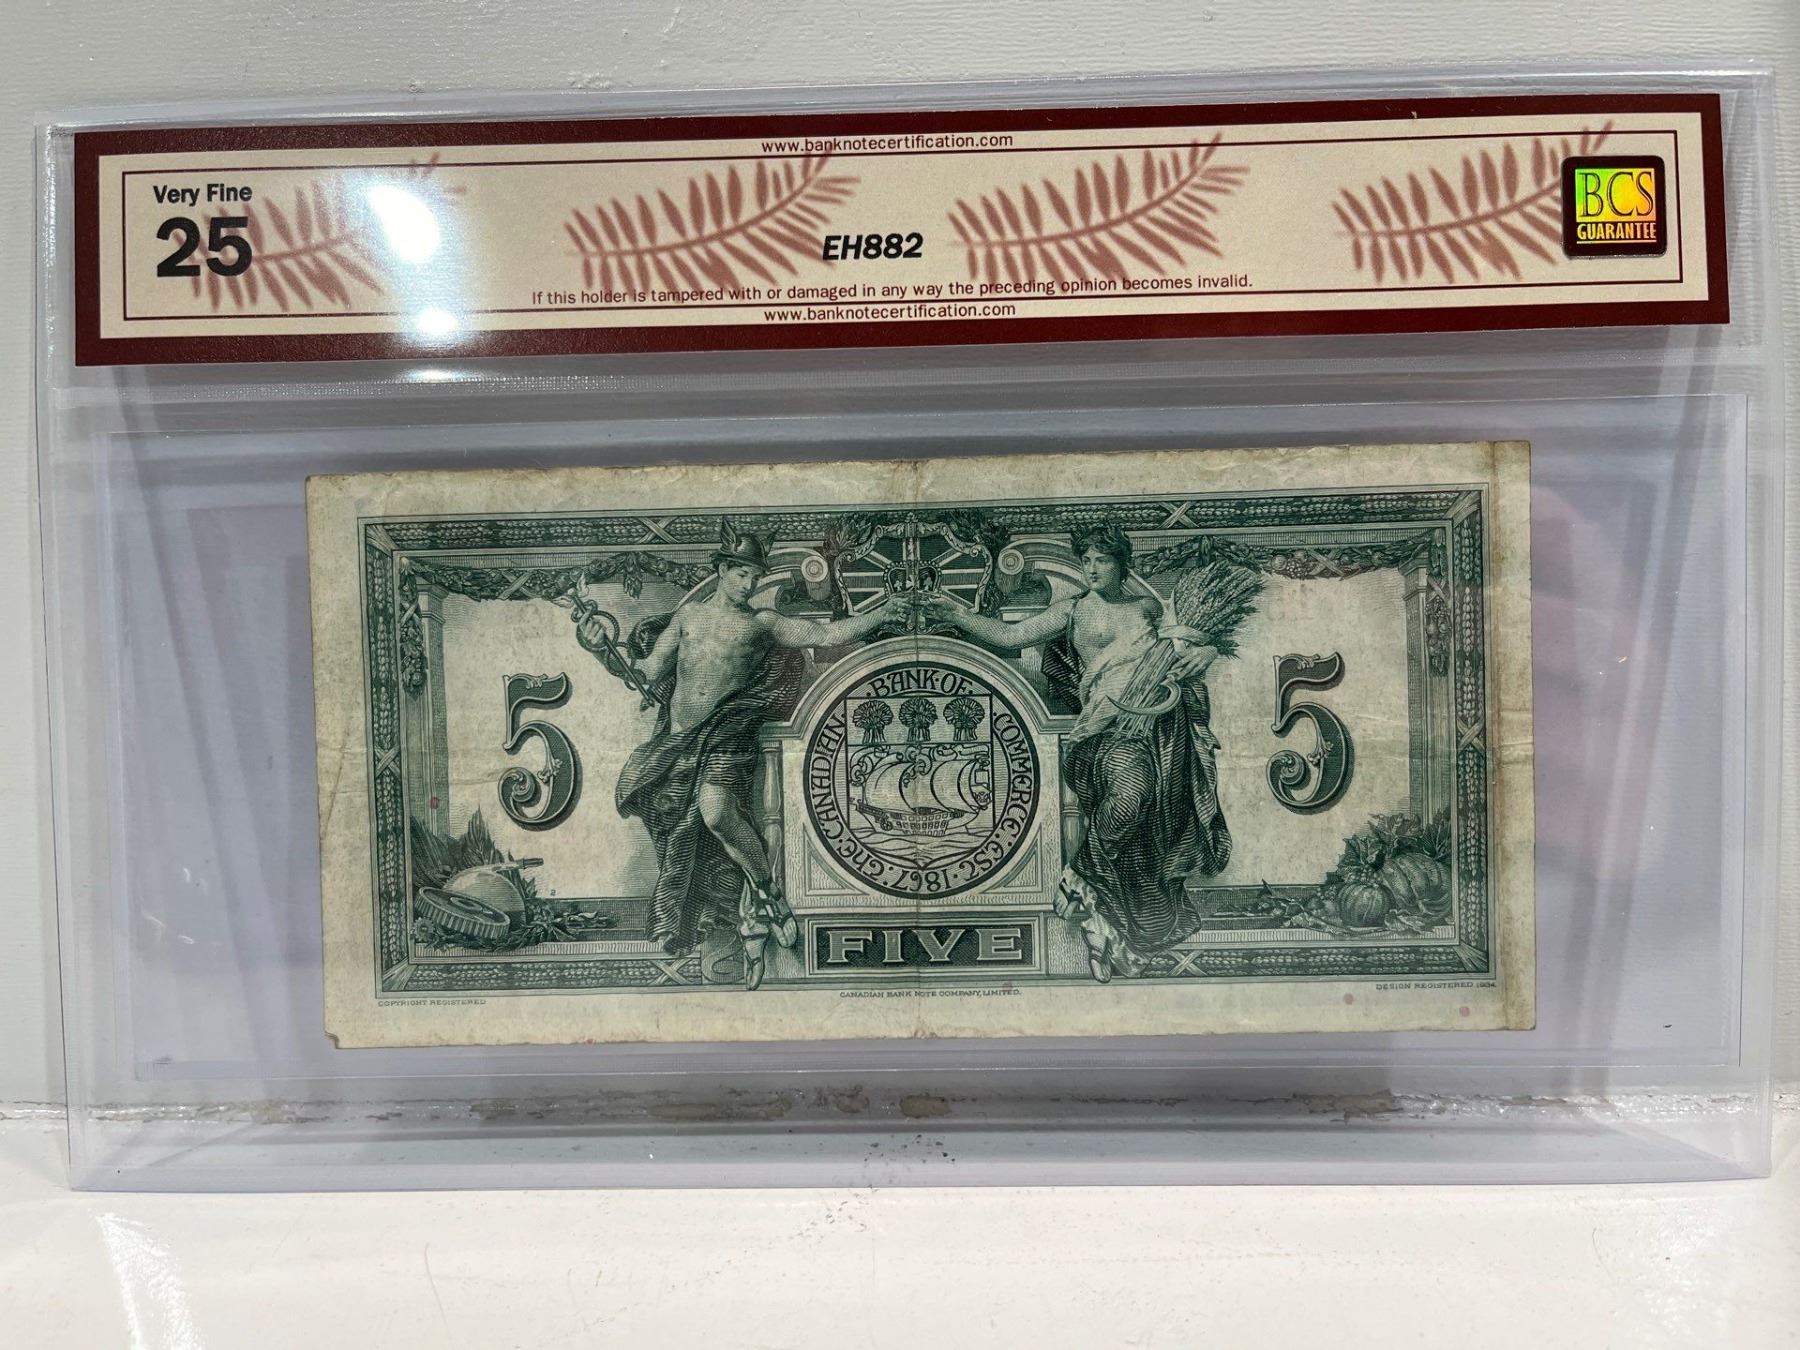 www.banknotecertification.com
Very Fine
25
EH882
BCS
GUARANTEE
If this holder is tampered with or damaged in any way the preceding opinion becomes invalid.
www.banknotecertification.com
5
5
THE·CANADIAN·BANK·OF·COMMERCE·EST·1867·
2
FIVE
COPYRIGHT REGISTERED
CANADIAN BANK NOTE COMPANY, LIMITED.
DESIGN REGISTERED 1934